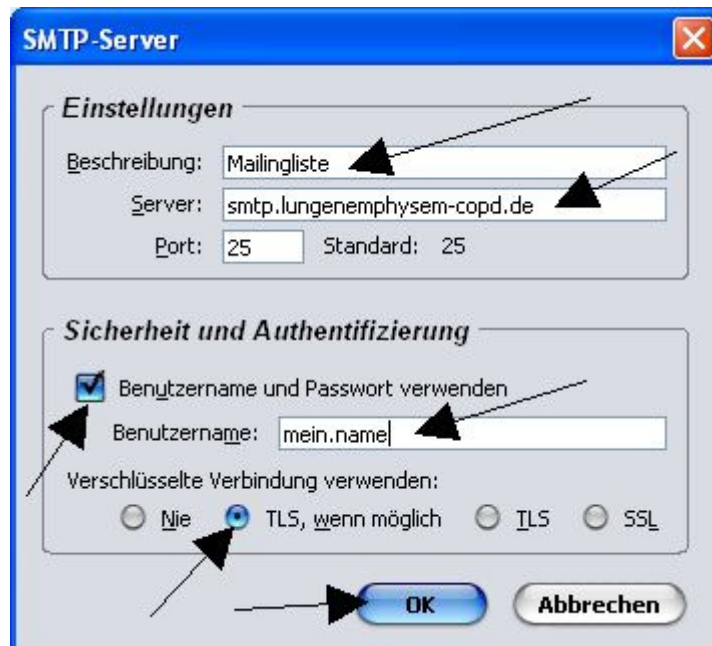 SMTP-Server
Einstellungen
Beschreibung: Mailingliste
Server: smtp.lungenemphysem-copd.de
Port: 25 Standard: 25
Sicherheit und Authentifizierung
Benutzername und Passwort verwenden
Benutzername: mein.name
Verschlüsselte Verbindung verwenden:
Nie TLS, wenn möglich TLS SSL
OK Abbrechen